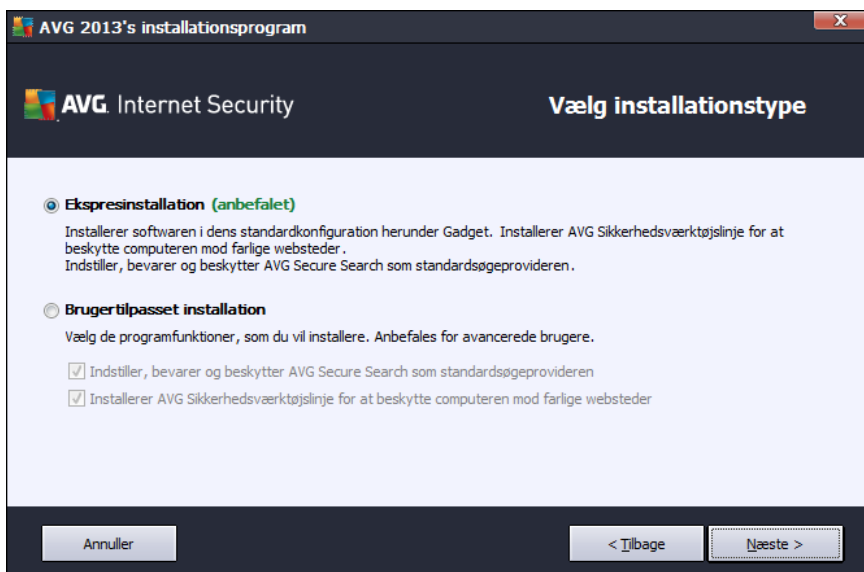 AVG 2013's installationsprogram
X
AVG. Internet Security
Vælg installationstype
Ekspresinstallation (anbefalet)
Installerer softwaren i dens standardkonfiguration herunder Gadget. Installerer AVG Sikkerhedsværktøjslinje for at
beskytte computeren mod farlige websteder.
Indstiller, bevarer og beskytter AVG Secure Search som standardsøgeprovideren.
Brugertilpasset installation
Vælg de programfunktioner, som du vil installere. Anbefales for avancerede brugere.
Indstiller, bevarer og beskytter AVG Secure Search som standardsøgeprovideren
Installerer AVG Sikkerhedsværktøjslinje for at beskytte computeren mod farlige websteder
Annuller
< Tilbage
Næste >